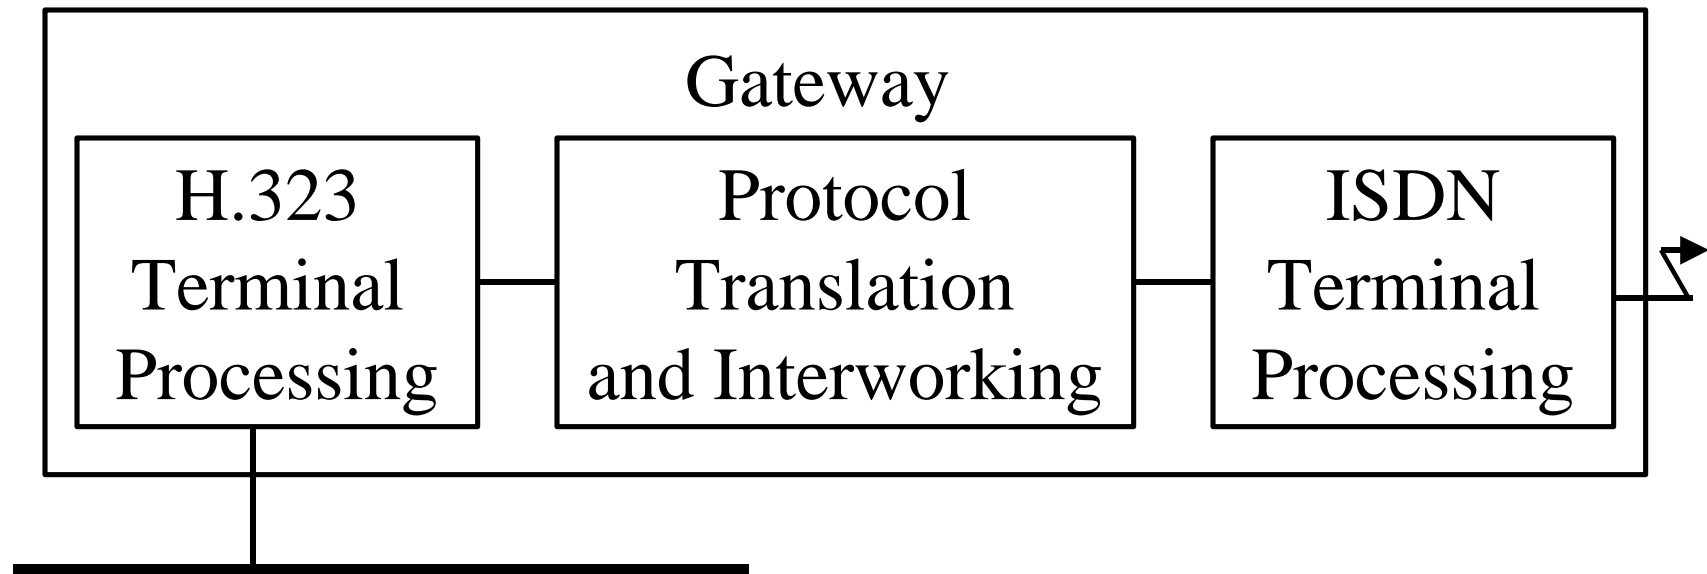 Gateway
H.323
Terminal
Processing
Protocol
Translation
and Interworking
ISDN
Terminal
Processing